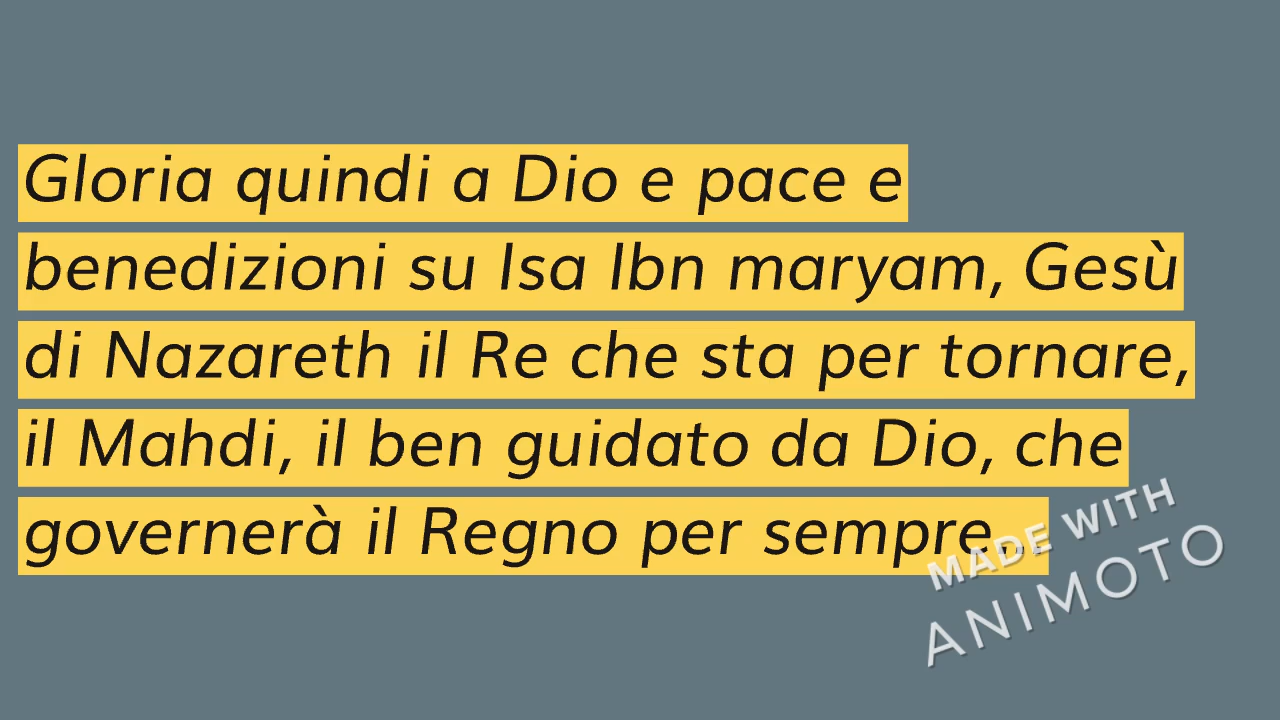 Gloria quindi a Dio e pace e
benedizioni su Isa Ibn maryam, Gesù
di Nazareth il Re che sta per tornare,
il Mahdi, il ben guidato da Dio, che
governerà il Regno per sempre...
MADE WITH
ANIMOTO